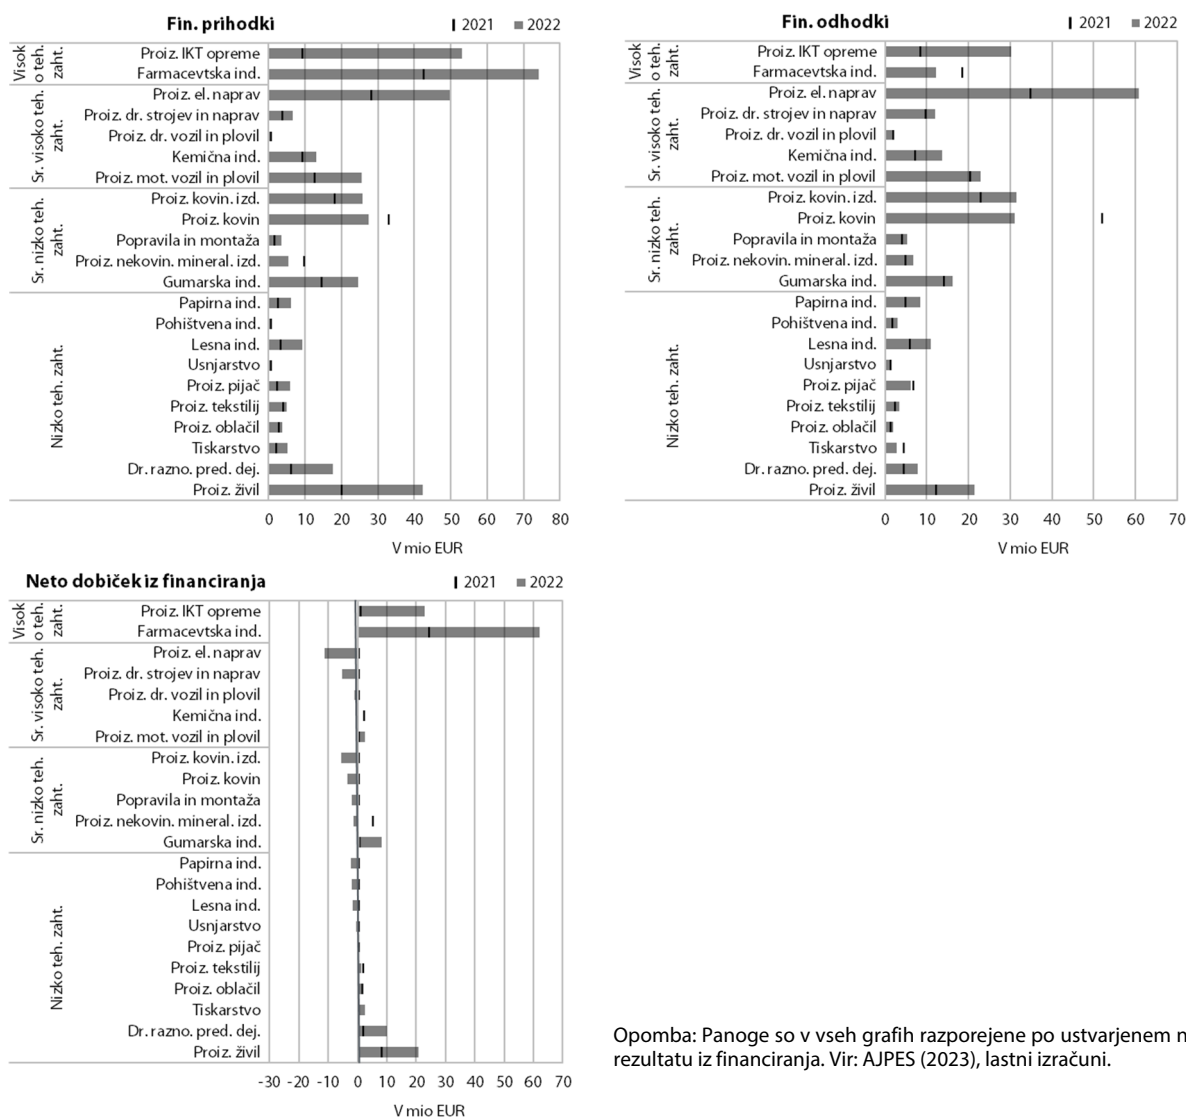 Fin. prihodki
2021 2022
Visok
o teh.
zaht.
Proiz. IKT opreme
Farmacevtska ind.
Sr. visoko teh.
zaht.
Proiz. el. naprav
Proiz. dr. strojev in naprav
Proiz. dr. vozil in plovil
Kemična ind.
Proiz. mot. vozil in plovil
Sr. nizko teh.
zaht.
Proiz. kovin. izd.
Proiz. kovin
Popravila in montaža
Proiz. nekovin. mineral. izd.
Gumarska ind.
Nizko teh. zaht.
Papirna ind.
Pohištvena ind.
Lesna ind.
Usnjarstvo
Proiz. pijač
Proiz. tekstilij
Proiz. oblačil
Tiskarstvo
Dr. razno. pred. dej.
Proiz. živil
0 10 20 30 40 50 60 70 80
V mio EUR
Fin. odhodki
2021 2022
Visok
o teh.
zaht.
Proiz. IKT opreme
Farmacevtska ind.
Sr. visoko teh.
zaht.
Proiz. el. naprav
Proiz. dr. strojev in naprav
Proiz. dr. vozil in plovil
Kemična ind.
Proiz. mot. vozil in plovil
Sr. nizko teh.
zaht.
Proiz. kovin. izd.
Proiz. kovin
Popravila in montaža
Proiz. nekovin. mineral. izd.
Gumarska ind.
Nizko teh. zaht.
Papirna ind.
Pohištvena ind.
Lesna ind.
Usnjarstvo
Proiz. pijač
Proiz. tekstilij
Proiz. oblačil
Tiskarstvo
Dr. razno. pred. dej.
Proiz. živil
0 10 20 30 40 50 60 70
V mio EUR
Neto dobiček iz financiranja
2021 2022
Visok
o teh.
zaht.
Proiz. IKT opreme
Farmacevtska ind.
Sr. visoko teh.
zaht.
Proiz. el. naprav
Proiz. dr. strojev in naprav
Proiz. dr. vozil in plovil
Kemična ind.
Proiz. mot. vozil in plovil
Sr. nizko teh.
zaht.
Proiz. kovin. izd.
Proiz. kovin
Popravila in montaža
Proiz. nekovin. mineral. izd.
Gumarska ind.
Nizko teh. zaht.
Papirna ind.
Pohištvena ind.
Lesna ind.
Usnjarstvo
Proiz. pijač
Proiz. tekstilij
Proiz. oblačil
Tiskarstvo
Dr. razno. pred. dej.
Proiz. živil
-30 -20 -10 0 10 20 30 40 50 60 70
V mio EUR
Opomba: Panoge so v vseh grafih razporejene po ustvarjenem
rezultatu iz financiranja. Vir: AJPES (2023), lastni izračuni.